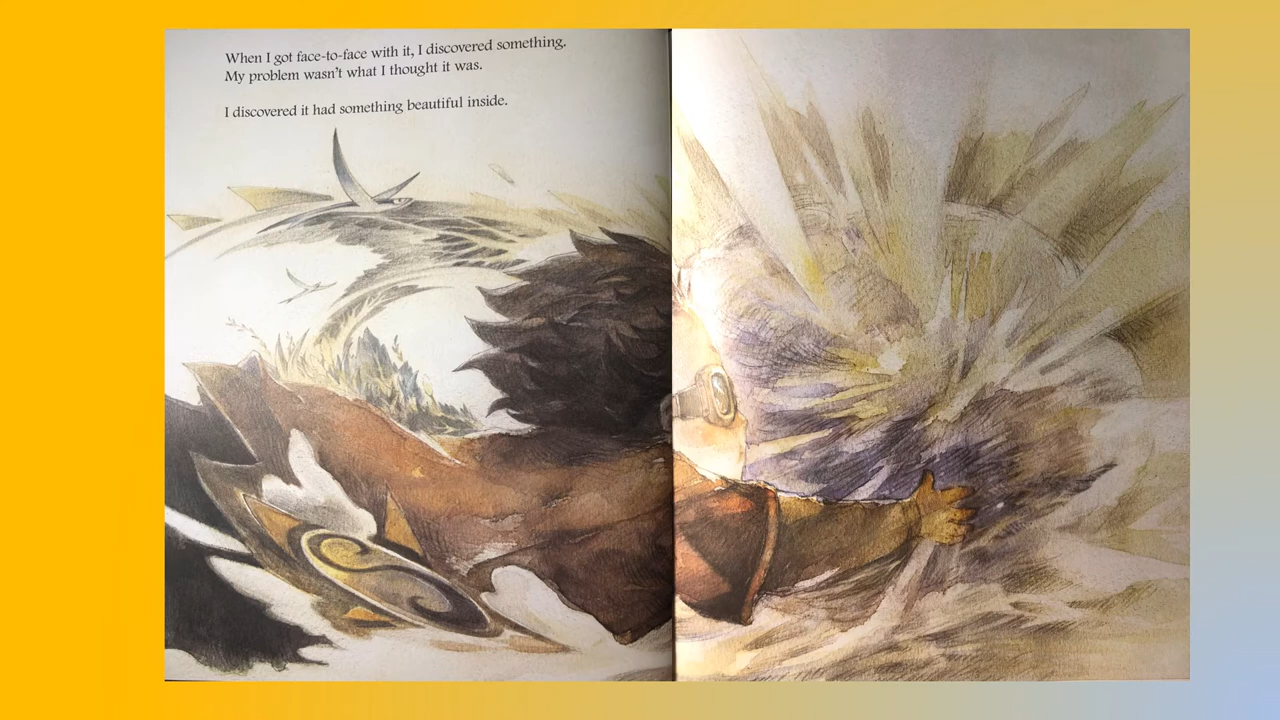 When I got face-to-face with it, I discovered something.
My problem wasn't what I thought it was.
I discovered it had something beautiful inside.